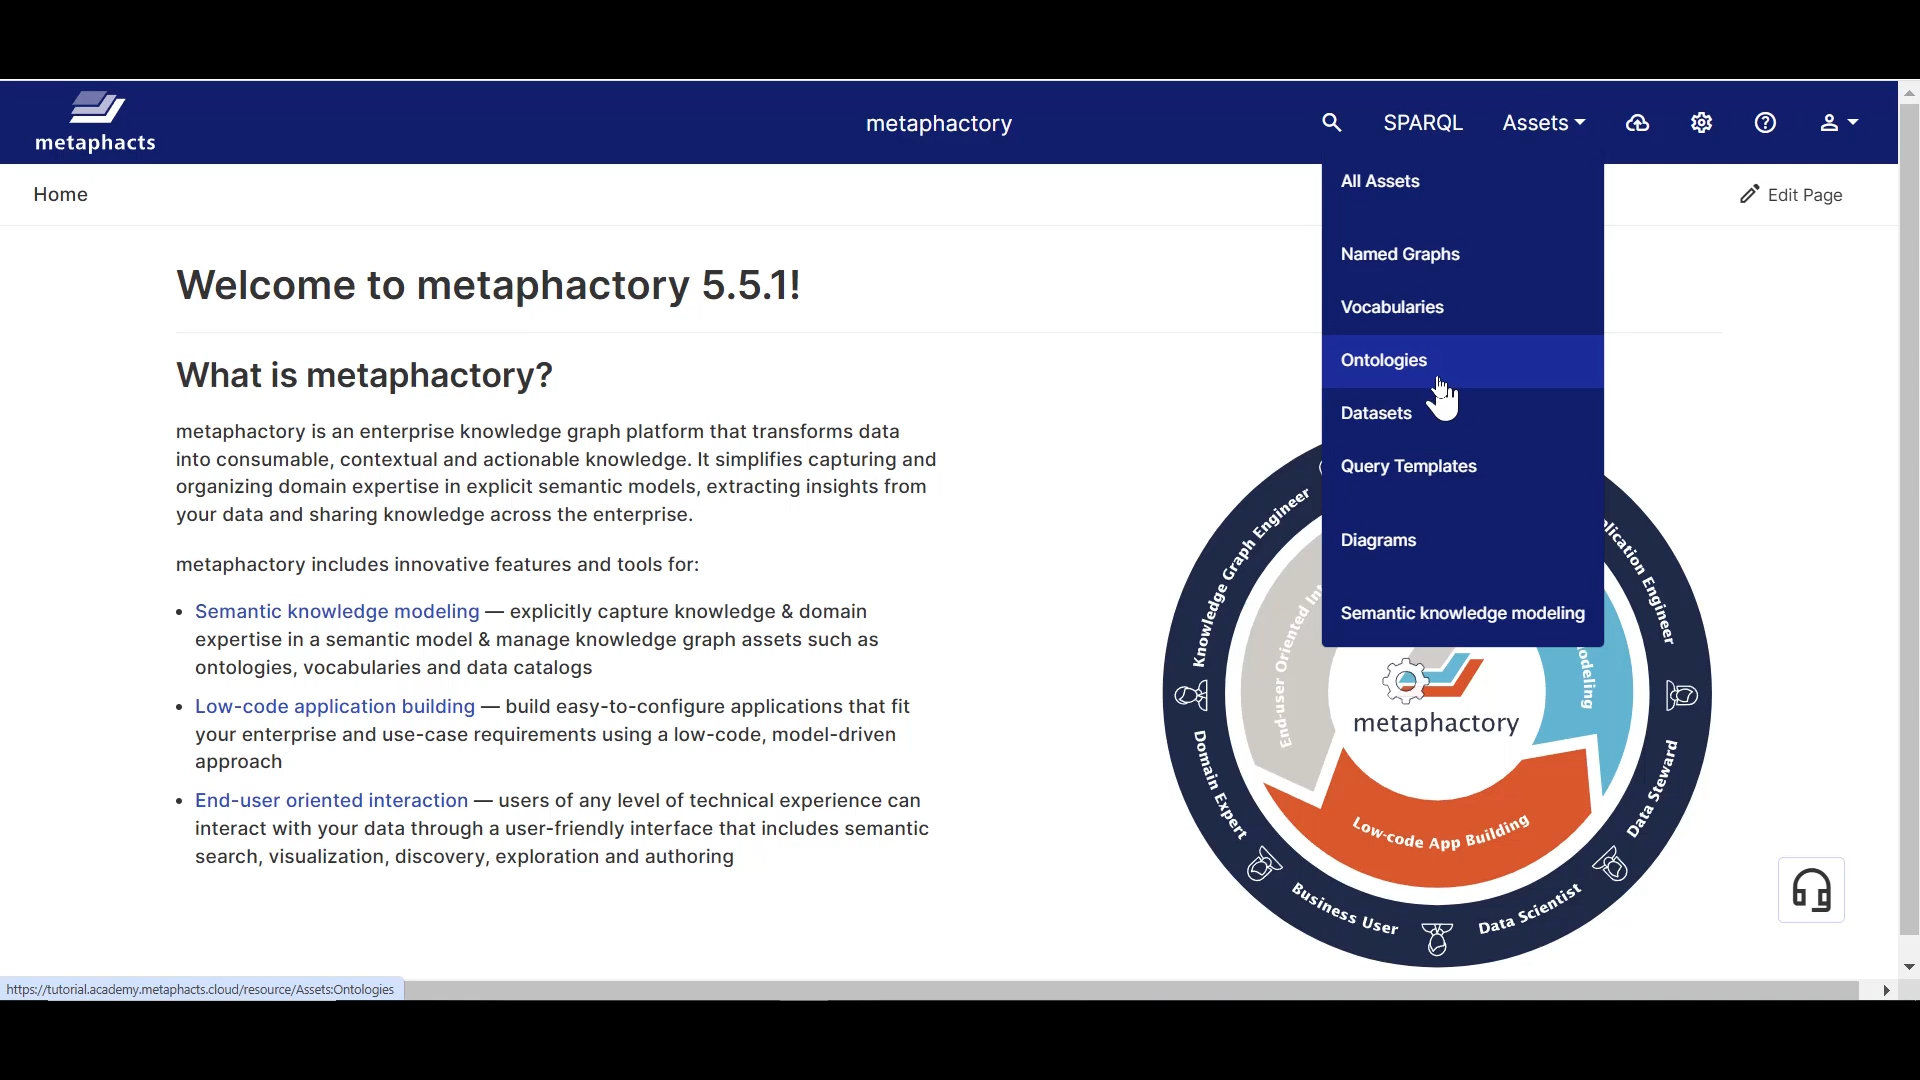 metaphacts
metaphactory
SPARQL
Assets
Home
Edit Page
All Assets
Named Graphs
Vocabularies
Ontologies
Datasets
Query Templates
Diagrams
Semantic knowledge modeling
Welcome to metaphactory 5.5.1!
What is metaphactory?
metaphactory is an enterprise knowledge graph platform that transforms data
into consumable, contextual and actionable knowledge. It simplifies capturing and
organizing domain expertise in explicit semantic models, extracting insights from
your data and sharing knowledge across the enterprise.
metaphactory includes innovative features and tools for:
• Semantic knowledge modeling — explicitly capture knowledge & domain
expertise in a semantic model & manage knowledge graph assets such as
ontologies, vocabularies and data catalogs
• Low-code application building — build easy-to-configure applications that fit
your enterprise and use-case requirements using a low-code, model-driven
approach
• End-user oriented interaction — users of any level of technical experience can
interact with your data through a user-friendly interface that includes semantic
search, visualization, discovery, exploration and authoring
Knowledge Graph Engineer
plication Engineer
End-user Oriented Int
odeling
metaphactory
Low-code App Building
Domain Expert
Data Steward
Business User
Data Scientist
https://tutorial.academy.metaphacts.cloud/resource/Assets:Ontologies